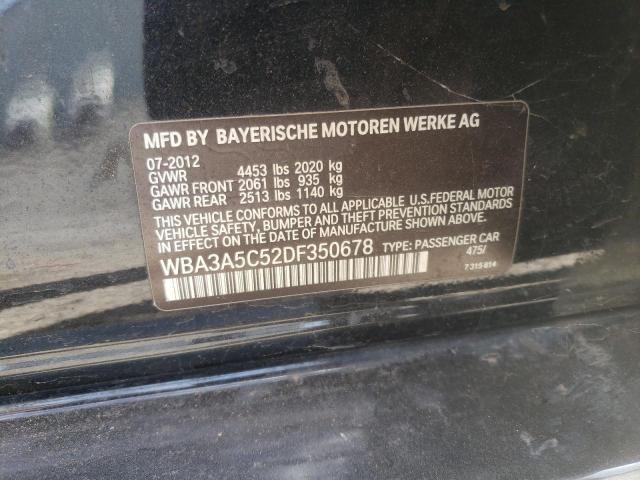 MFD BY BAYERISCHE MOTOREN WERKE AG
07-2012
GVWR 4453 lbs 2020 kg
GAWR FRONT 2061 lbs 935 kg
GAWR REAR 2513 lbs 1140 kg
THIS VEHICLE CONFORMS TO ALL APPLICABLE U.S.FEDERAL MOTOR
VEHICLE SAFETY, BUMPER AND THEFT PREVENTION STANDARDS
IN EFFECT ON THE DATE OF MANUFACTURE SHOWN ABOVE.
WBA3A5C52DF350678 TYPE: PASSENGER CAR
475/
7 315 814